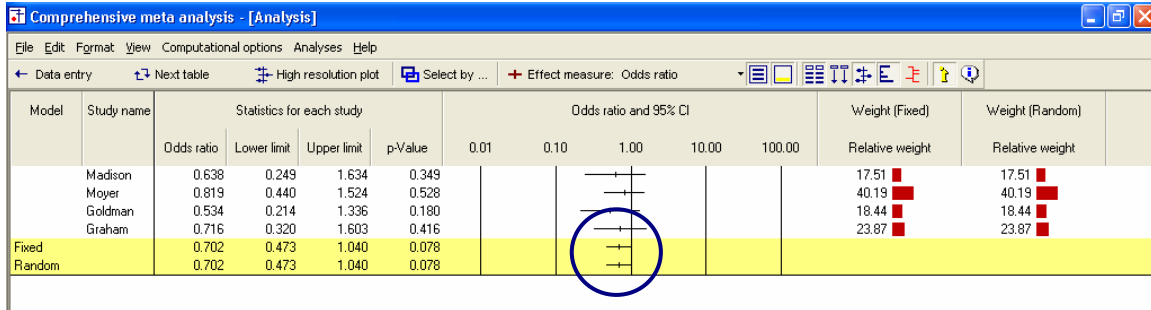 Comprehensive meta analysis - [Analysis]
File Edit Format View Computational options Analyses Help
Data entry Next table High resolution plot Select by ... Effect measure: Odds ratio
Model Study name Statistics for each study Odds ratio and 95% CI Weight (Fixed) Weight (Random)
Odds ratio Lower limit Upper limit p-Value 0.01 0.10 1.00 10.00 100.00 Relative weight Relative weight
Madison 0.638 0.249 1.634 0.349 17.51 17.51
Moyer 0.819 0.440 1.524 0.528 40.19 40.19
Goldman 0.534 0.214 1.336 0.180 18.44 18.44
Graham 0.716 0.320 1.603 0.416 23.87 23.87
Fixed 0.702 0.473 1.040 0.078
Random 0.702 0.473 1.040 0.078